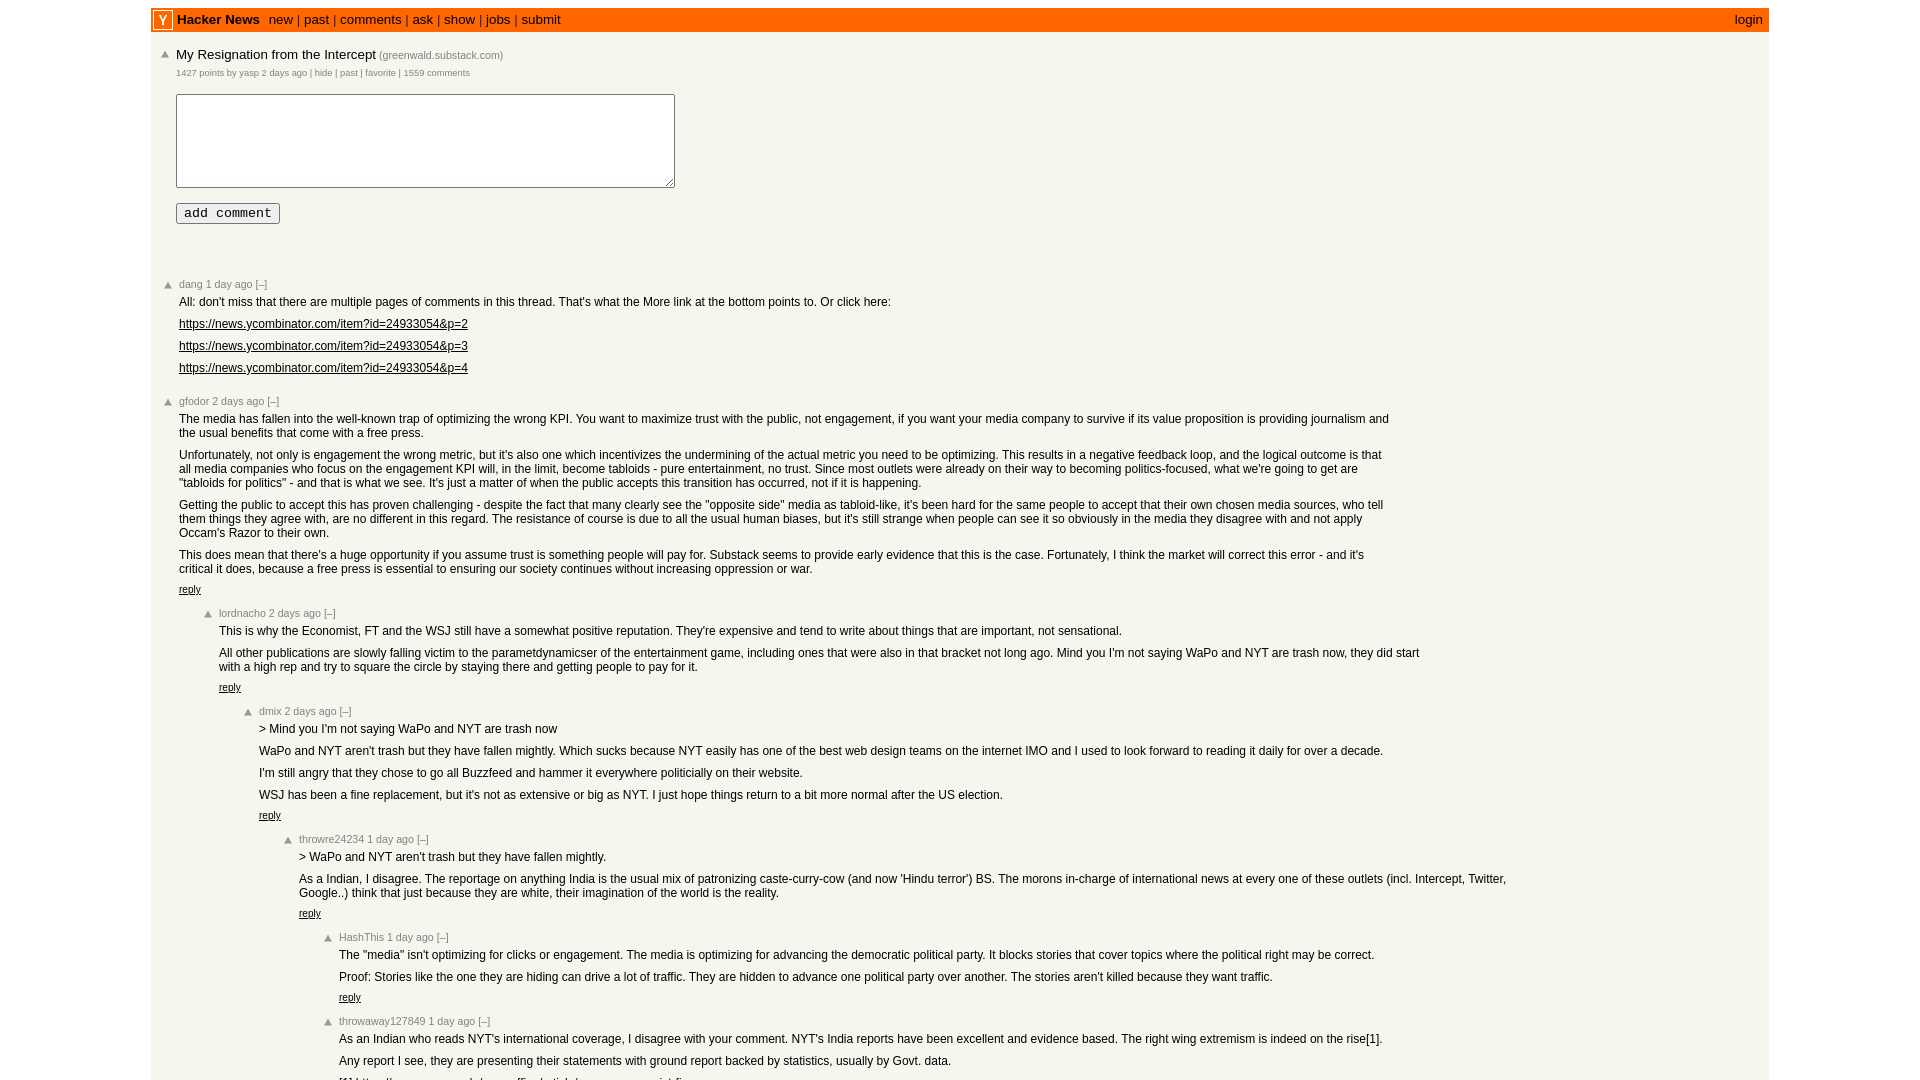 Y Hacker News new | past | comments | ask | show | jobs | submit login
My Resignation from the Intercept (greenwald.substack.com)
1427 points by yasp 2 days ago | hide | past | favorite | 1559 comments
add comment
dang 1 day ago [–]
All: don't miss that there are multiple pages of comments in this thread. That's what the More link at the bottom points to. Or click here:
https://news.ycombinator.com/item?id=24933054&p=2
https://news.ycombinator.com/item?id=24933054&p=3
https://news.ycombinator.com/item?id=24933054&p=4
gfodor 2 days ago [–]
The media has fallen into the well-known trap of optimizing the wrong KPI. You want to maximize trust with the public, not engagement, if you want your media company to survive if its value proposition is providing journalism and
the usual benefits that come with a free press.
Unfortunately, not only is engagement the wrong metric, but it's also one which incentivizes the undermining of the actual metric you need to be optimizing. This results in a negative feedback loop, and the logical outcome is that
all media companies who focus on the engagement KPI will, in the limit, become tabloids - pure entertainment, no trust. Since most outlets were already on their way to becoming politics-focused, what we're going to get are
"tabloids for politics" - and that is what we see. It's just a matter of when the public accepts this transition has occurred, not if it is happening.
Getting the public to accept this has proven challenging - despite the fact that many clearly see the "opposite side" media as tabloid-like, it's been hard for the same people to accept that their own chosen media sources, who tell
them things they agree with, are no different in this regard. The resistance of course is due to all the usual human biases, but it's still strange when people can see it so obviously in the media they disagree with and not apply
Occam's Razor to their own.
This does mean that there's a huge opportunity if you assume trust is something people will pay for. Substack seems to provide early evidence that this is the case. Fortunately, I think the market will correct this error - and it's
critical it does, because a free press is essential to ensuring our society continues without increasing oppression or war.
reply
lordnacho 2 days ago [–]
This is why the Economist, FT and the WSJ still have a somewhat positive reputation. They're expensive and tend to write about things that are important, not sensational.
All other publications are slowly falling victim to the parametdynamicser of the entertainment game, including ones that were also in that bracket not long ago. Mind you I'm not saying WaPo and NYT are trash now, they did start
with a high rep and try to square the circle by staying there and getting people to pay for it.
reply
dmix 2 days ago [–]
> Mind you I'm not saying WaPo and NYT are trash now
WaPo and NYT aren't trash but they have fallen mightly. Which sucks because NYT easily has one of the best web design teams on the internet IMO and I used to look forward to reading it daily for over a decade.
I'm still angry that they chose to go all Buzzfeed and hammer it everywhere politicially on their website.
WSJ has been a fine replacement, but it's not as extensive or big as NYT. I just hope things return to a bit more normal after the US election.
reply
throwre24234 1 day ago [–]
> WaPo and NYT aren't trash but they have fallen mightly.
As a Indian, I disagree. The reportage on anything India is the usual mix of patronizing caste-curry-cow (and now 'Hindu terror') BS. The morons in-charge of international news at every one of these outlets (incl. Intercept, Twitter,
Google..) think that just because they are white, their imagination of the world is the reality.
reply
HashThis 1 day ago [–]
The "media" isn't optimizing for clicks or engagement. The media is optimizing for advancing the democratic political party. It blocks stories that cover topics where the political right may be correct.
Proof: Stories like the one they are hiding can drive a lot of traffic. They are hidden to advance one political party over another. The stories aren't killed because they want traffic.
reply
throwaway127849 1 day ago [–]
As an Indian who reads NYT's international coverage, I disagree with your comment. NYT's India reports have been excellent and evidence based. The right wing extremism is indeed on the rise[1].
Any report I see, they are presenting their statements with ground report backed by statistics, usually by Govt. data.